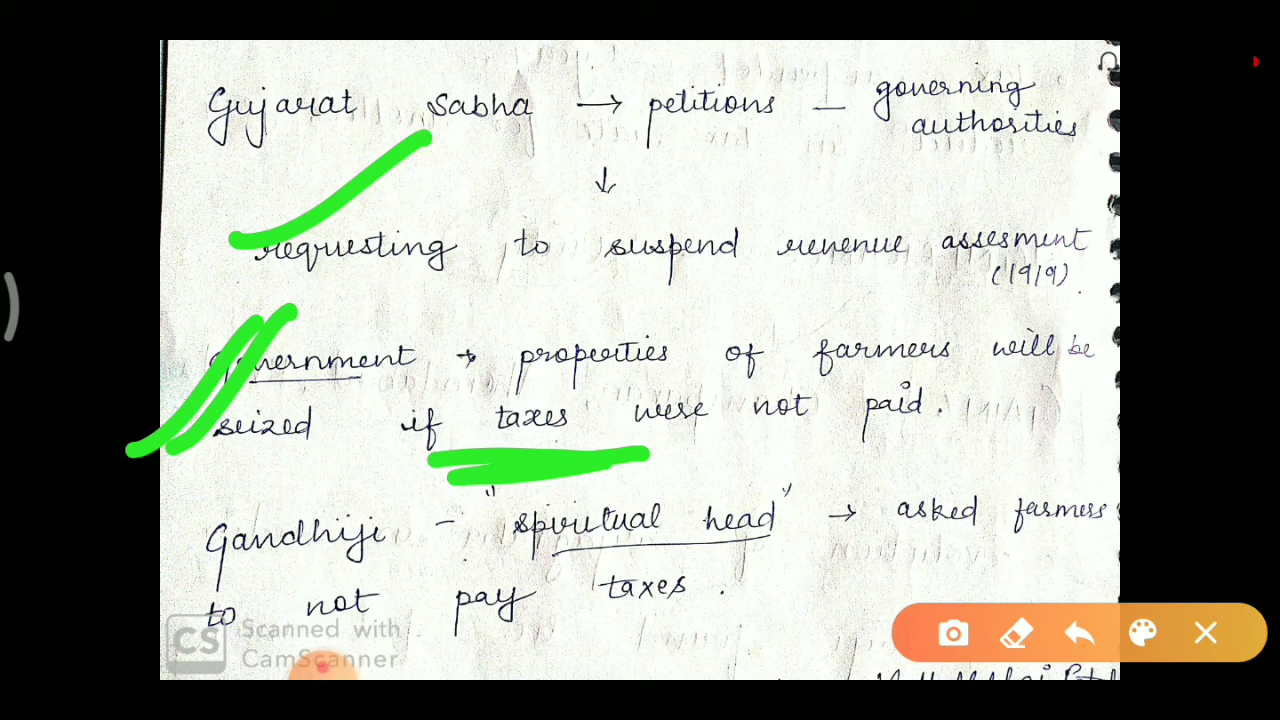 Gujarat Sabha → petitions — governing
authorities
↓
requesting to suspend revenue assesment
(1919).
Government → properties of farmers will be
seized if taxes were not paid.
Gandhiji - "spiritual head" → asked farmers
to not pay taxes.
CS Scanned with
CamScanner